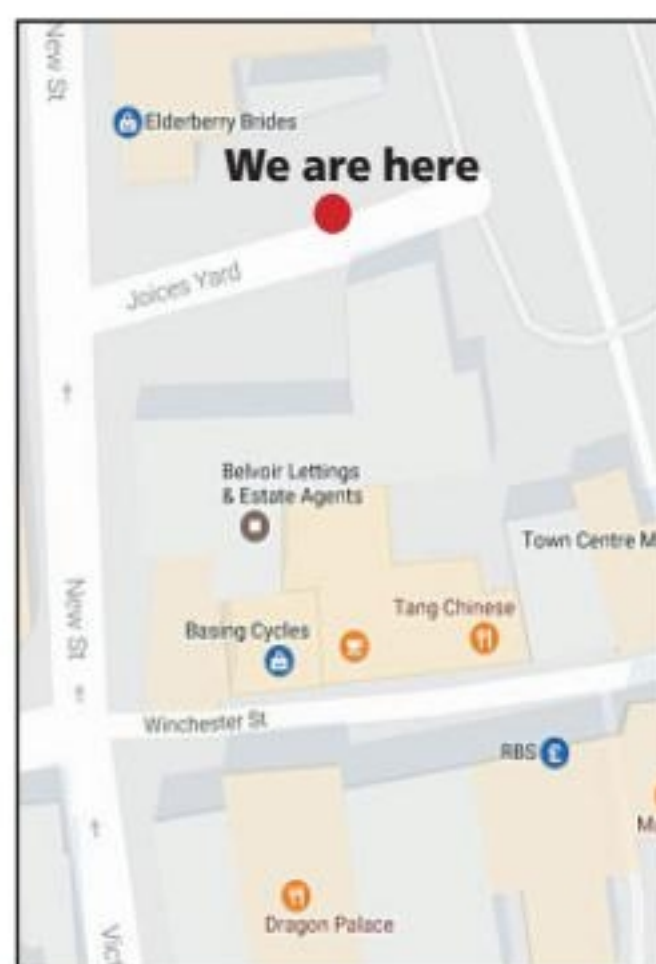 New St
Elderberry Brides
We are here
Joices Yard
Belvoir Lettings
& Estate Agents
Town Centre M
New St
Tang Chinese
Basing Cycles
Winchester St
RBS
£
M
Dragon Palace
Vict